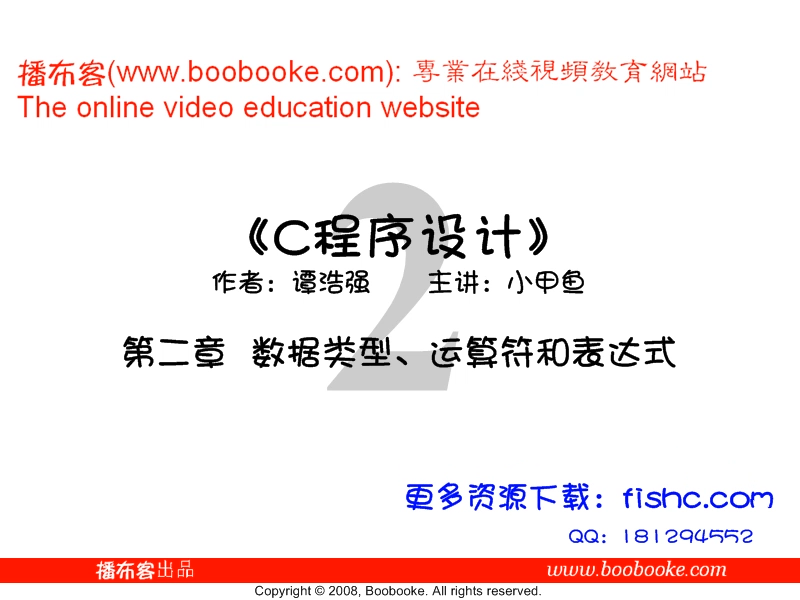 播布客(www.boobooke.com): 專業在綫視頻教育網站
The online video education website
2
《C程序设计》
作者：谭浩强 主讲：小甲鱼
第二章 数据类型、运算符和表达式
更多资源下载：fishc.com
QQ：181294552
播布客出品 www.boobooke.com
Copyright © 2008, Boobooke. All rights reserved.